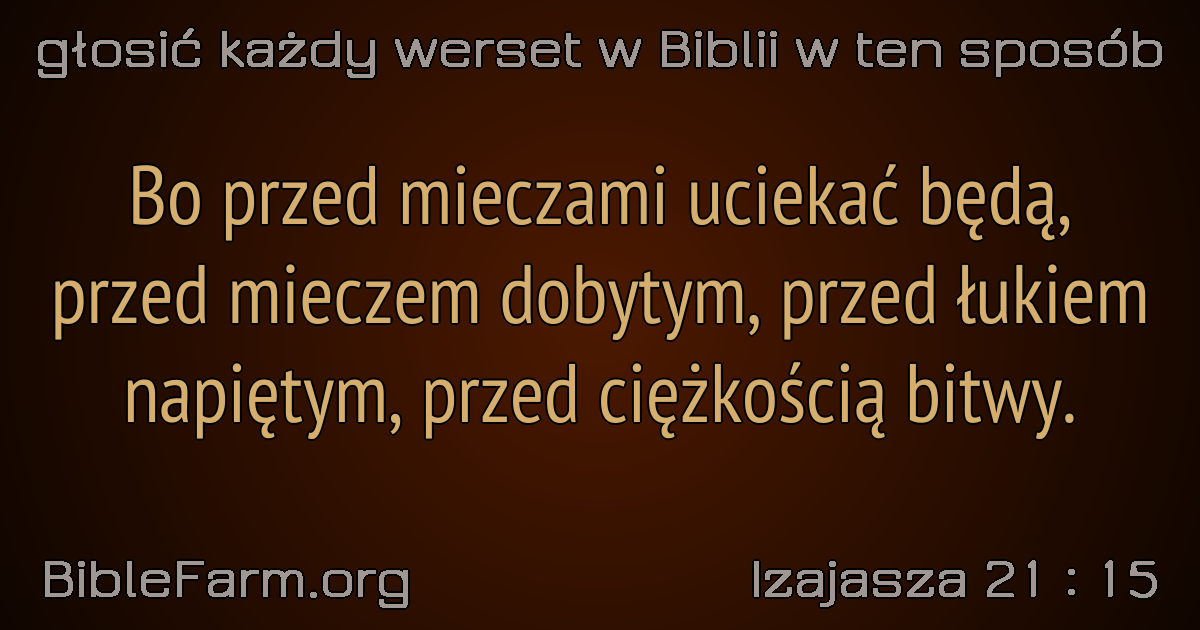 głosić każdy werset w Biblii w ten sposób
Bo przed mieczami uciekać będą,
przed mieczem dobytym, przed łukiem
napiętym, przed ciężkością bitwy.
BibleFarm.org
Izajasza 21 : 15